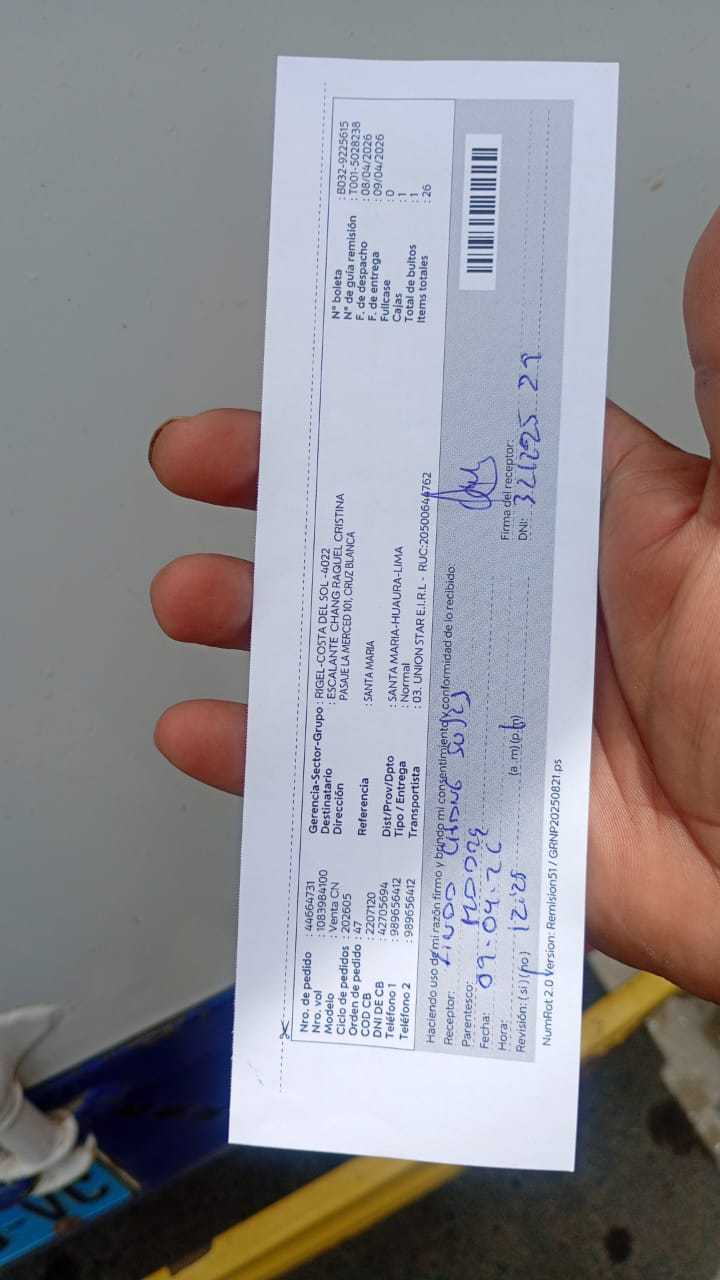 Nro. de pedido : 44664731
Nro. vol : 1083984100
Modelo : Venta CN
Ciclo de pedidos : 202605
Orden de pedido : 47
COD CB : 2207120
DNI DE CB : 42705694
Teléfono 1 : 989656412
Teléfono 2 : 989656412
Gerencia-Sector-Grupo : RIGEL-COSTA DEL SOL -4022
Destinatario : ESCALANTE CHANG RAQUEL CRISTINA
Dirección PASAJE LA MERCED 101, CRUZ BLANCA
Referencia : SANTA MARIA
Dist/Prov/Dpto : SANTA MARIA-HUAURA-LIMA
Tipo / Entrega : Normal
Transportista : 03. UNION STAR E.I.R.L - RUC:20500644762
N° boleta : B032-9225615
N° de guía remisión : T001-5028238
F. de despacho : 08/04/2026
F. de entrega : 09/04/2026
Fullcase : 0
Cajas : 1
Total de bultos : 1
Items totales : 26
Haciendo uso de mi razón firmo y brindo mi consentimiento y conformidad de lo recibido:
Receptor: CHANG
Parentesco: MADRE
Fecha: 09-04-26
Hora: 12:25 (a.m) (p.m)
Revisión: (si) (no)
Firma del receptor:
DNI:
NumRot 2.0 Version: Remision51 / GRNP20250821 ps